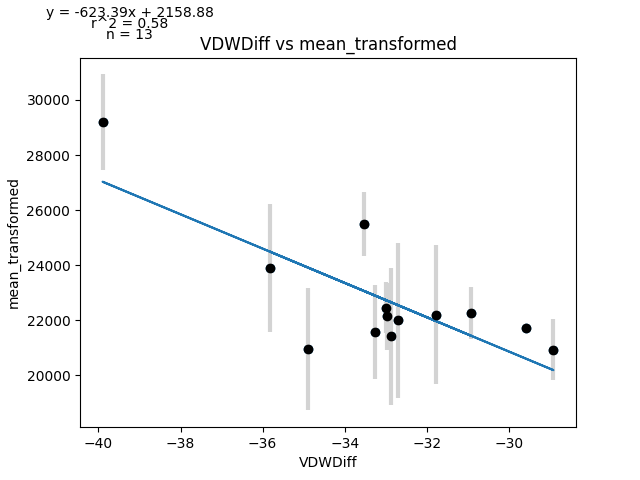 y = -623.39x + 2158.88
r^2 = 0.58
n = 13
VDWDiff vs mean_transformed
mean_transformed
30000
28000
26000
24000
22000
20000
−40
−38
−36
−34
−32
−30
VDWDiff